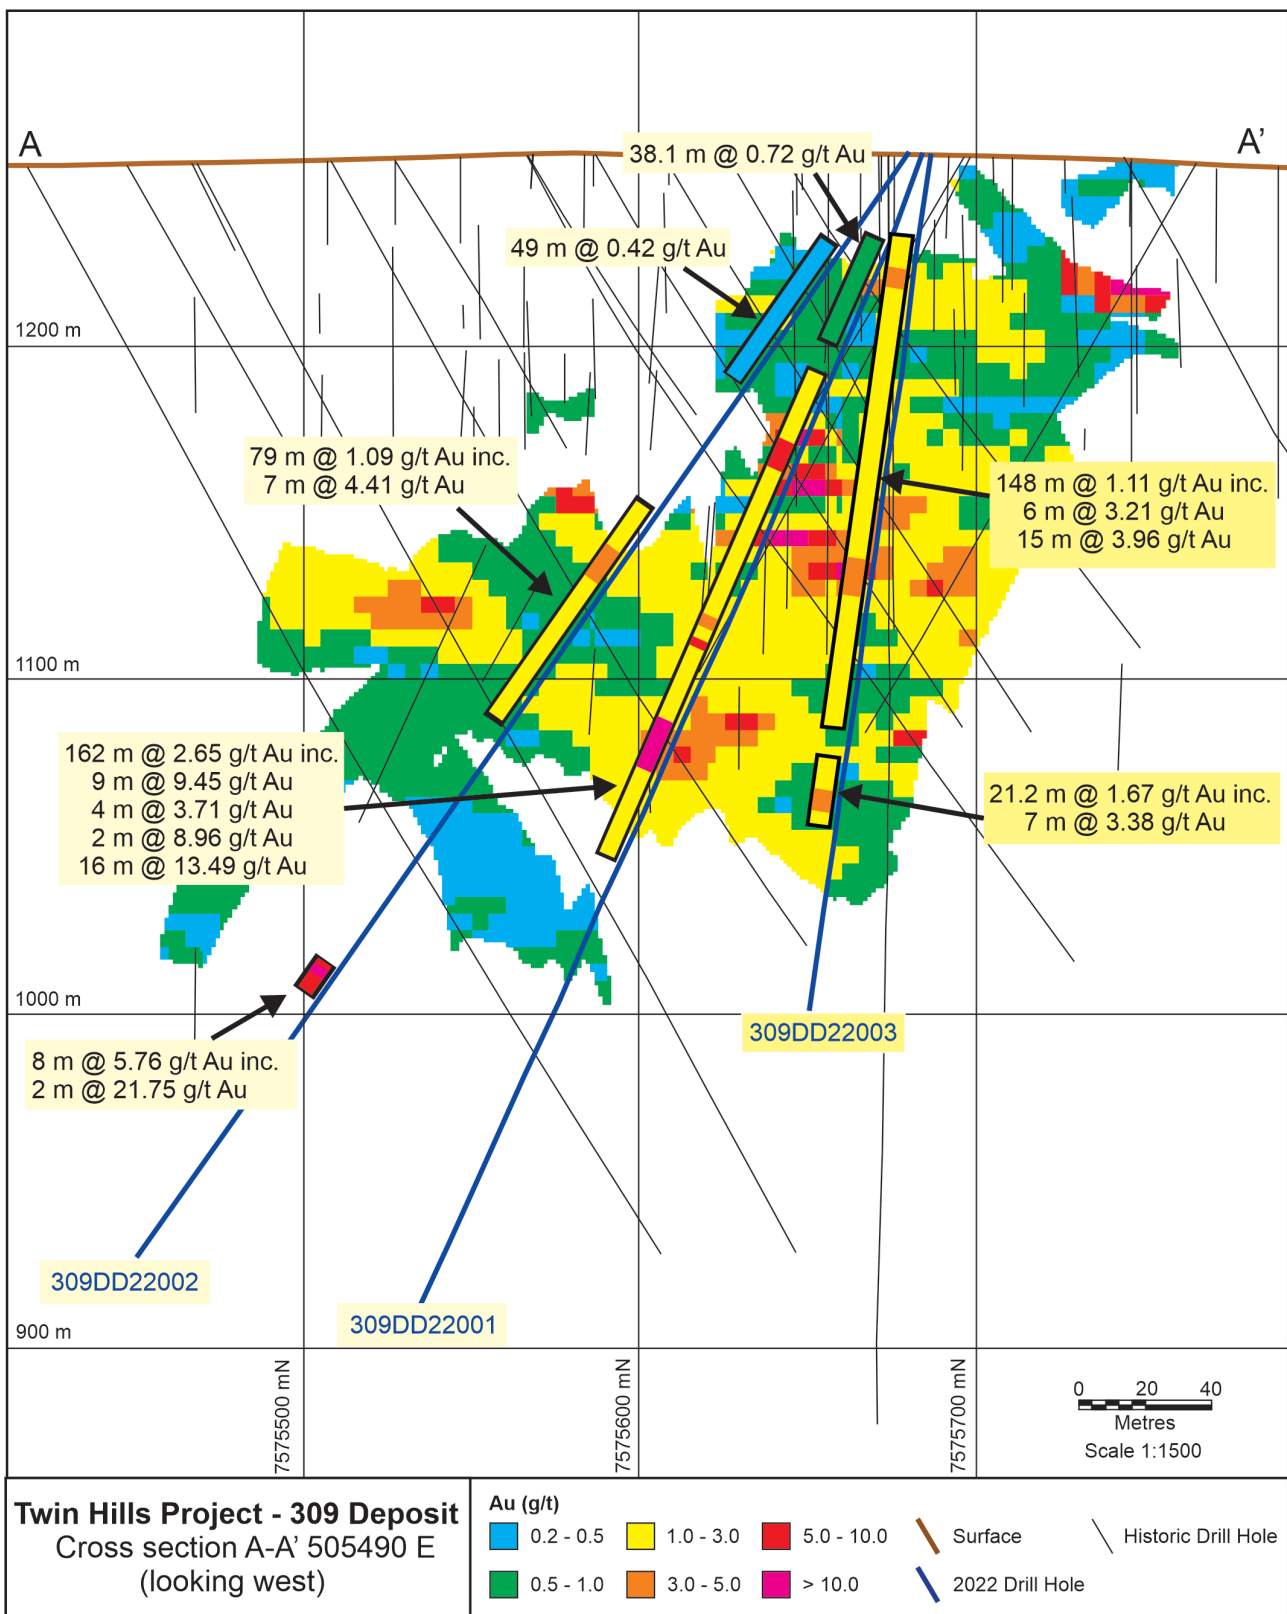 A
A’
38.1 m @ 0.72 g/t Au
49 m @ 0.42 g/t Au
1200 m
79 m @ 1.09 g/t Au inc.
7 m @ 4.41 g/t Au
148 m @ 1.11 g/t Au inc.
6 m @ 3.21 g/t Au
15 m @ 3.96 g/t Au
1100 m
162 m @ 2.65 g/t Au inc.
9 m @ 9.45 g/t Au
4 m @ 3.71 g/t Au
2 m @ 8.96 g/t Au
16 m @ 13.49 g/t Au
21.2 m @ 1.67 g/t Au inc.
7 m @ 3.38 g/t Au
1000 m
309DD22003
8 m @ 5.76 g/t Au inc.
2 m @ 21.75 g/t Au
309DD22002
309DD22001
900 m
7575500 mN
7575600 mN
7575700 mN
0 20 40
Metres
Scale 1:1500
Twin Hills Project - 309 Deposit
Cross section A-A’ 505490 E
(looking west)
Au (g/t)
0.2 - 0.5
1.0 - 3.0
5.0 - 10.0
Surface
Historic Drill Hole
0.5 - 1.0
3.0 - 5.0
> 10.0
2022 Drill Hole